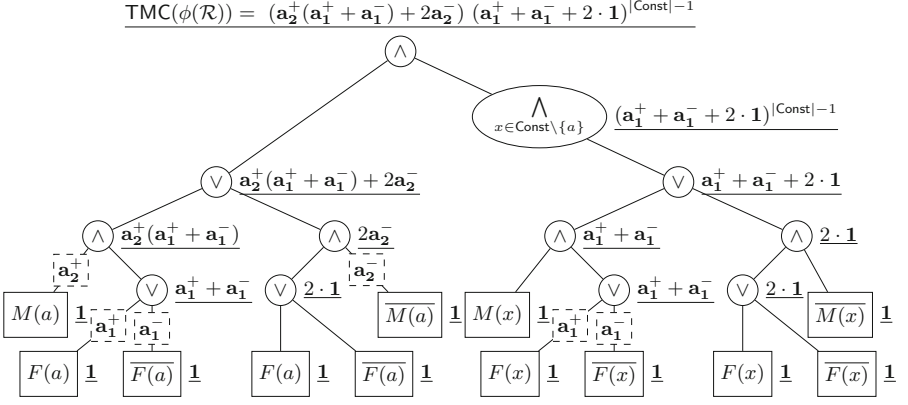 TMC(ϕ(ℛ)) = (a₂⁺(a₁⁺ + a₁⁻) + 2a₂⁻) (a₁⁺ + a₁⁻ + 2 · 1)^{|Const|−1}
∧
⋀ x∈Const\{a} (a₁⁺ + a₁⁻ + 2 · 1)^{|Const|−1}
∨ a₂⁺(a₁⁺ + a₁⁻) + 2a₂⁻ ∨ a₁⁺ + a₁⁻ + 2 · 1
∧ a₂⁺(a₁⁺ + a₁⁻) ∧ 2a₂⁻ ∧ a₁⁺ + a₁⁻ ∧ 2 · 1
a₂⁺ a₂⁻
∨ a₁⁺ + a₁⁻ ∨ 2 · 1 ∨ a₁⁺ + a₁⁻ ∨ 2 · 1
M(a) 1 a₁⁺ a₁⁻ M̅(̅a̅)̅ 1 M(x) 1 a₁⁺ a₁⁻ M̅(̅x̅)̅ 1
F(a) 1 F̅(̅a̅)̅ 1 F(a) 1 F̅(̅a̅)̅ 1 F(x) 1 F̅(̅x̅)̅ 1 F(x) 1 F̅(̅x̅)̅ 1